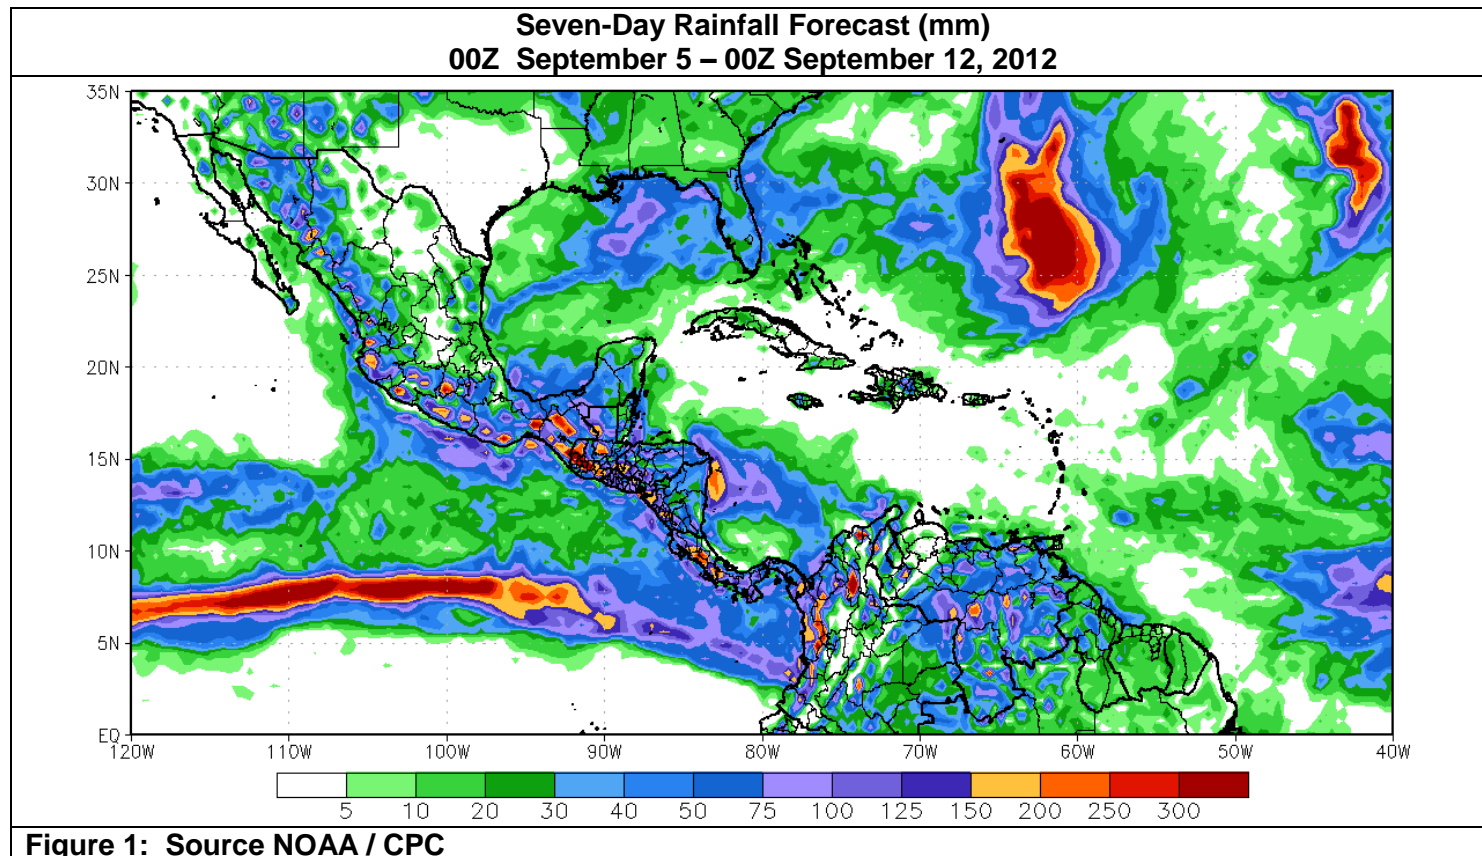 Seven-Day Rainfall Forecast (mm)
00Z  September 5 – 00Z September 12, 2012
35N
30N
25N
20N
15N
10N
5N
EQ
120W 110W 100W 90W 80W 70W 60W 50W 40W
5 10 20 30 40 50 75 100 125 150 200 250 300
Figure 1:  Source NOAA / CPC